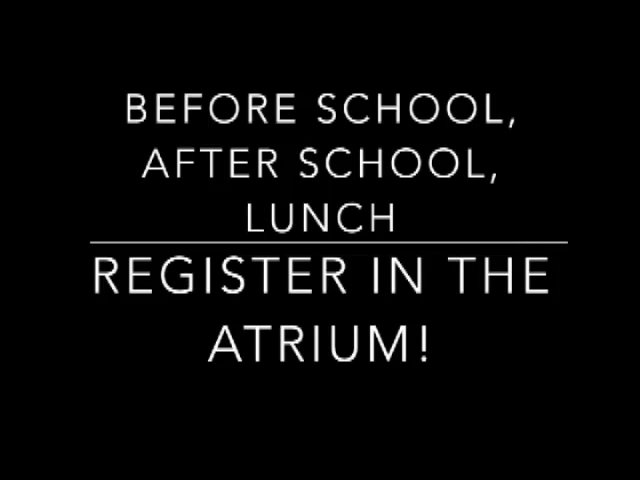 BEFORE SCHOOL,
AFTER SCHOOL,
LUNCH
REGISTER IN THE
ATRIUM!